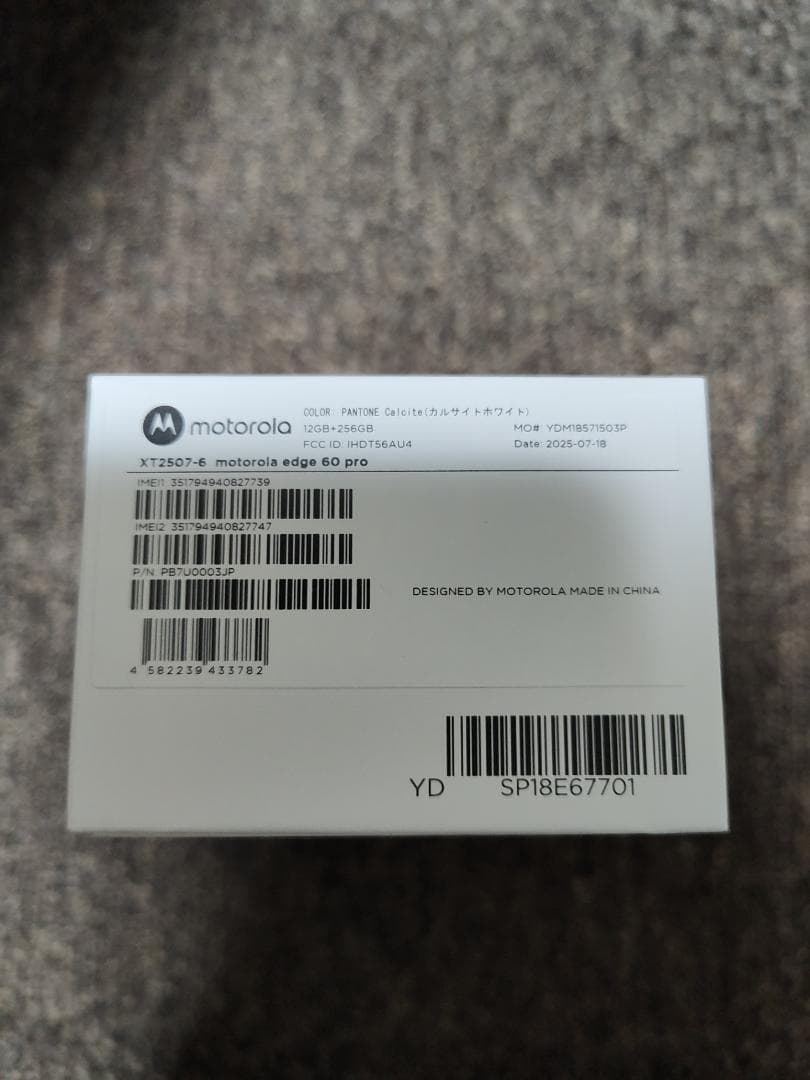 motorola
COLOR: PANTONE Calcite(カルサイトホワイト)
12GB+256GB
FCC ID: IHDT56AU4
MO#: YDM18571503P
Date: 2025-07-18
XT2507-6 motorola edge 60 pro
IMEI1 351794940827739
IMEI2 351794940827747
P/N PB7U0003JP
DESIGNED BY MOTOROLA MADE IN CHINA
4 582239 433782
YD SP18E67701